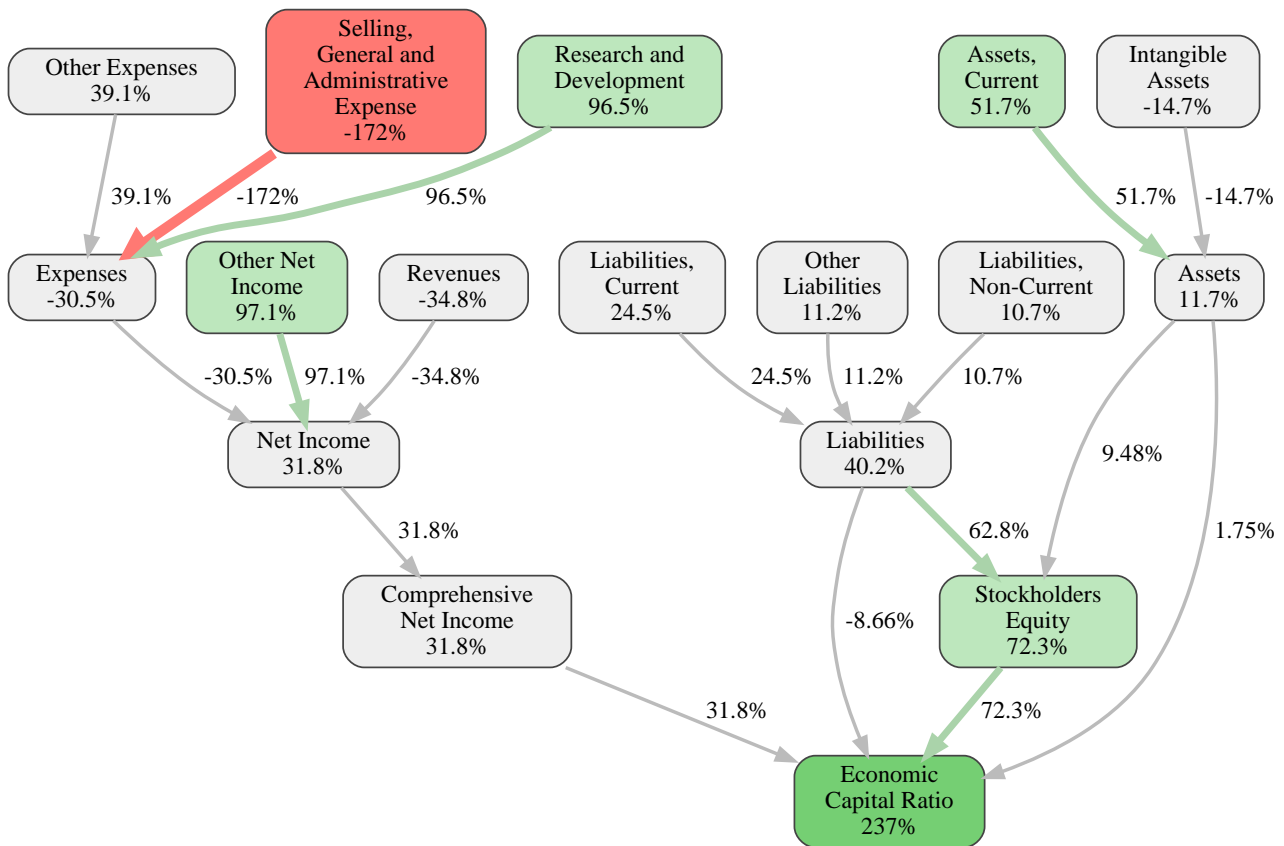 Other Expenses
39.1%
Selling,
General and
Administrative
Expense
-172%
Research and
Development
96.5%
Assets,
Current
51.7%
Intangible
Assets
-14.7%
39.1%
-172%
96.5%
51.7%
-14.7%
Expenses
-30.5%
Other Net
Income
97.1%
Revenues
-34.8%
Liabilities,
Current
24.5%
Other
Liabilities
11.2%
Liabilities,
Non-Current
10.7%
Assets
11.7%
-30.5%
97.1%
-34.8%
24.5%
11.2%
10.7%
Net Income
31.8%
Liabilities
40.2%
9.48%
31.8%
62.8%
1.75%
Comprehensive
Net Income
31.8%
-8.66%
Stockholders
Equity
72.3%
31.8%
72.3%
Economic
Capital Ratio
237%